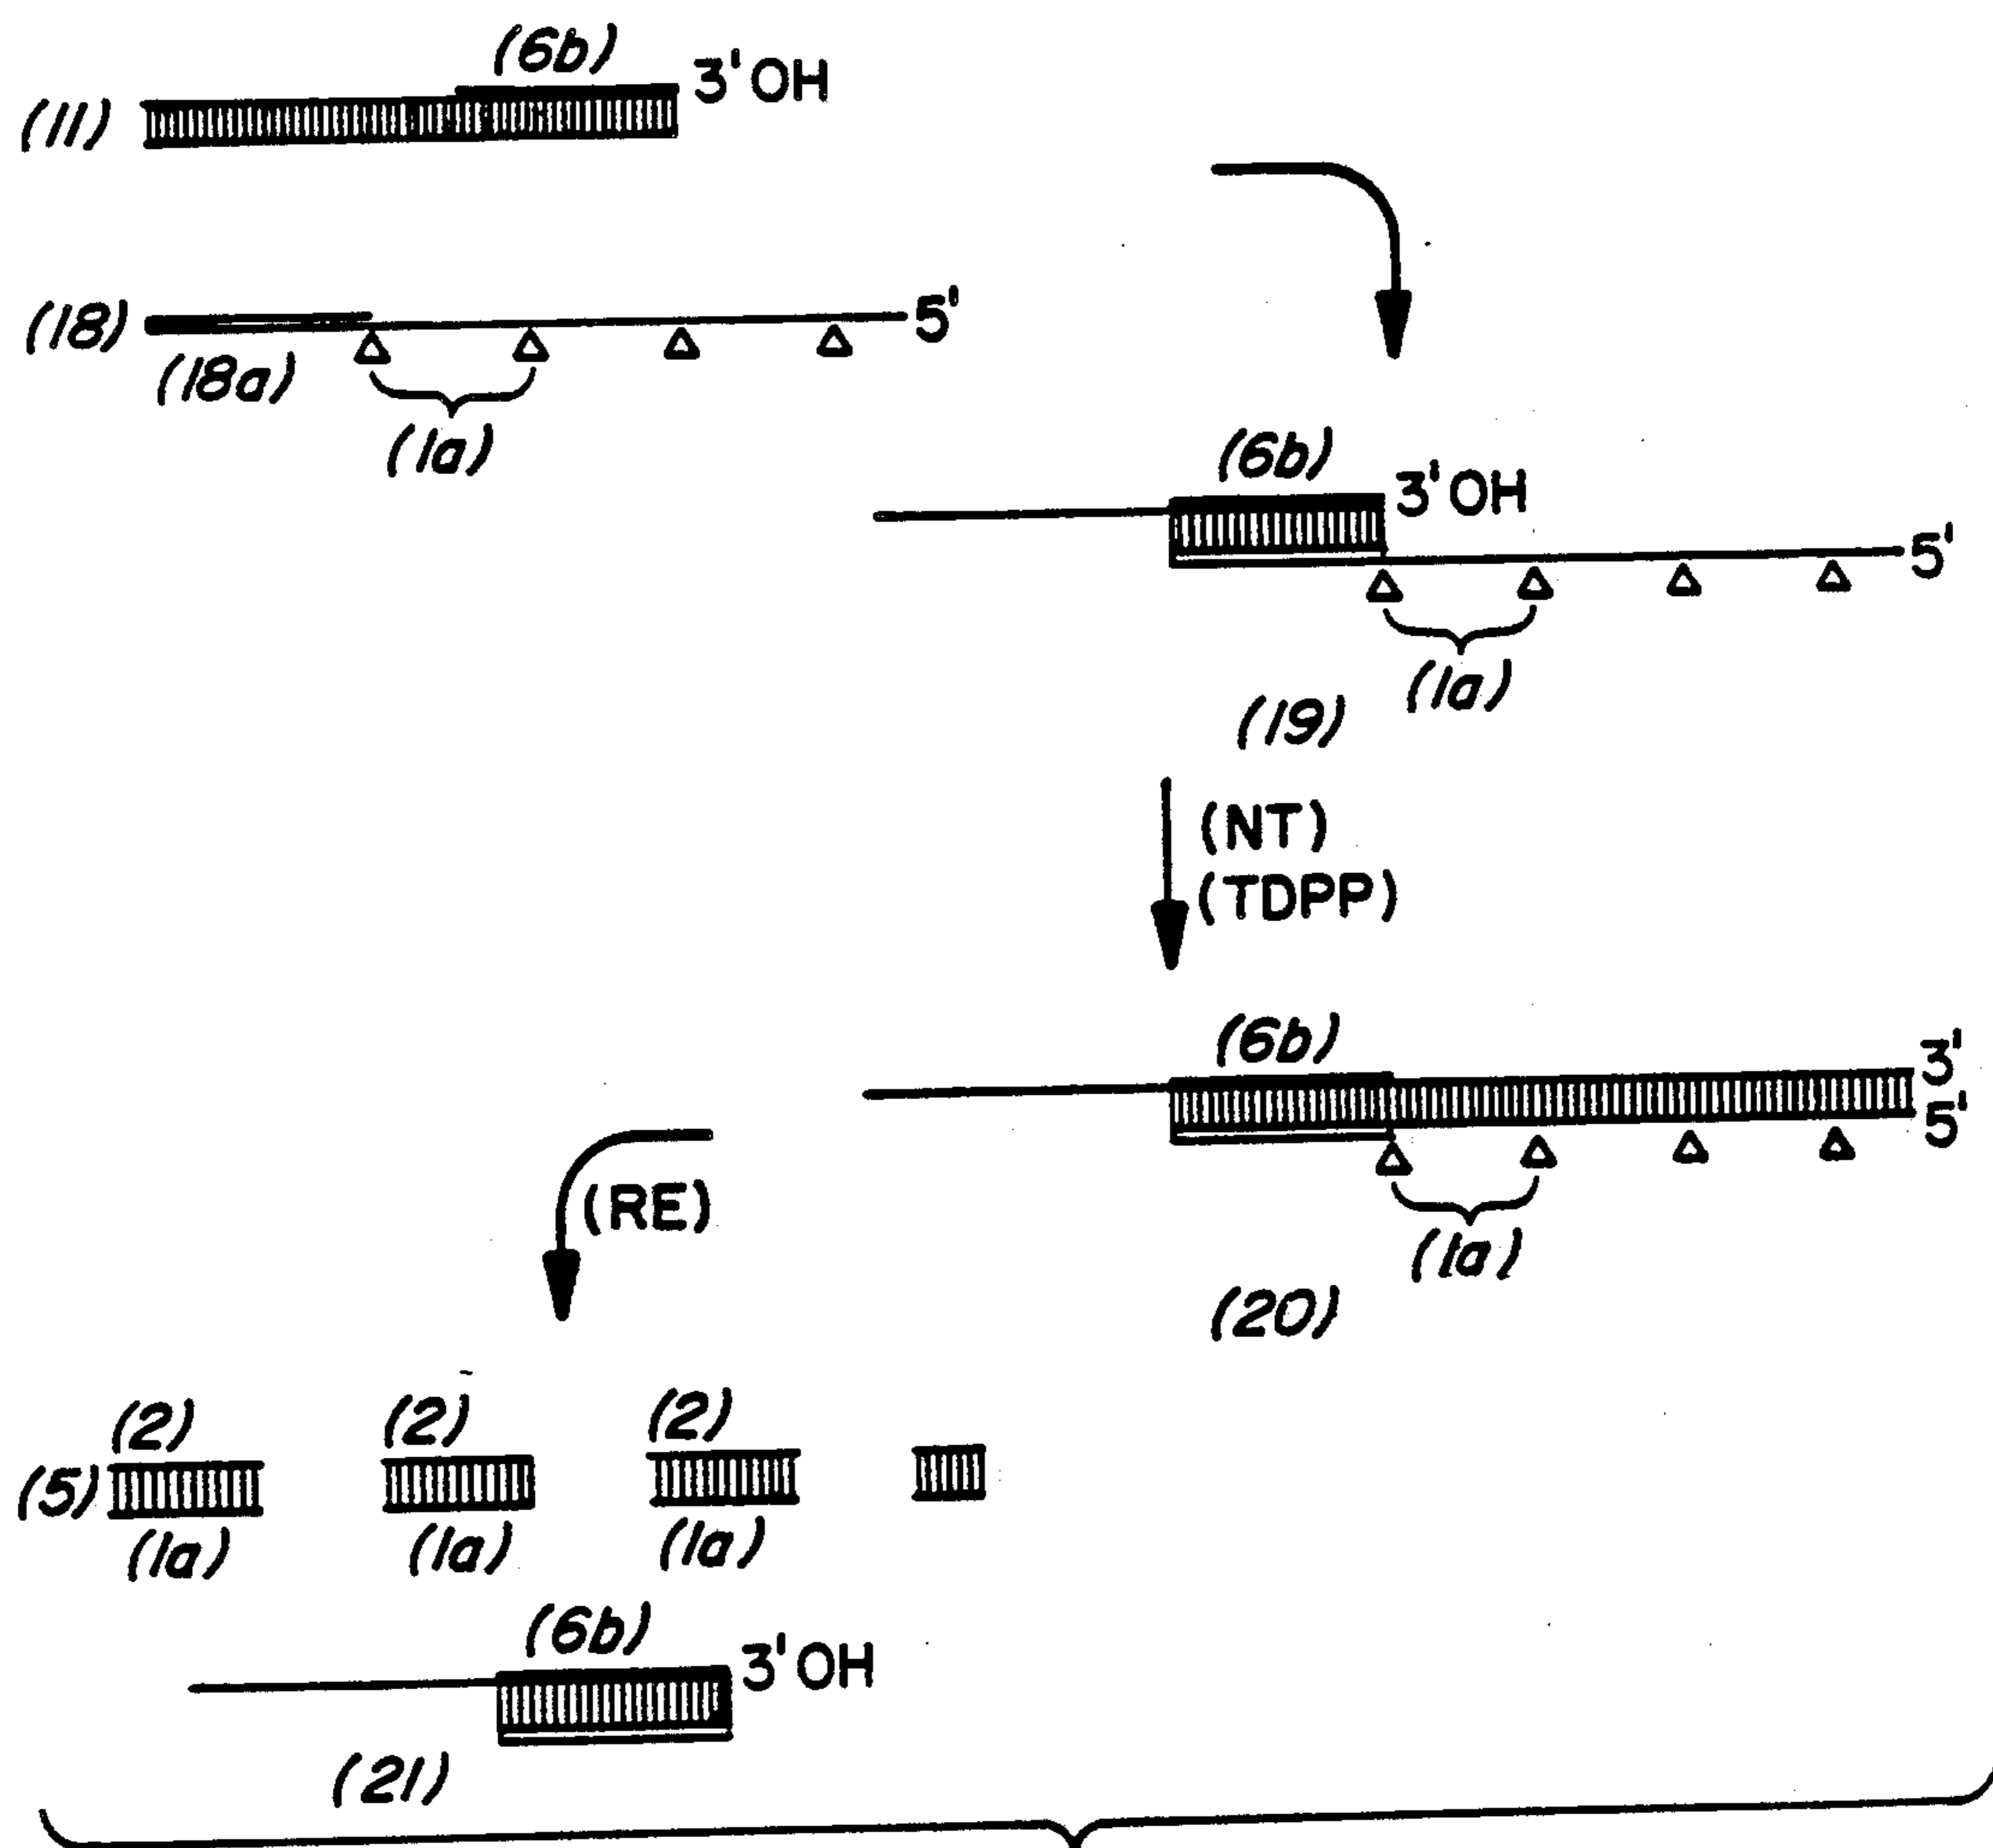 (6b)
3'OH
(11)
(18)
5'
(18a)
(1a)
(6b)
3'OH
5'
(1a)
(19)
(NT)
(TDPP)
(6b)
3'
5'
(RE)
(1a)
(20)
(2) (2) (2)
(5)
(1a) (1a) (1a)
(6b)
3'OH
(21)